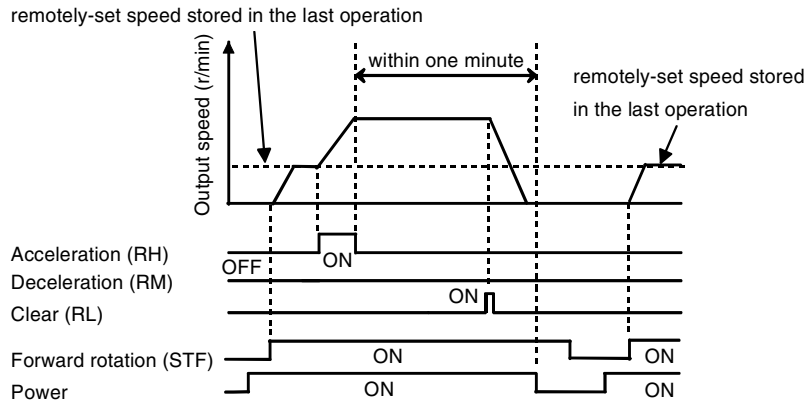 remotely-set speed stored in the last operation
Output speed (r/min)
within one minute
remotely-set speed stored
in the last operation
Acceleration (RH)
OFF
ON
Deceleration (RM)
Clear (RL)
ON
Forward rotation (STF)
ON
ON
Power
ON
ON